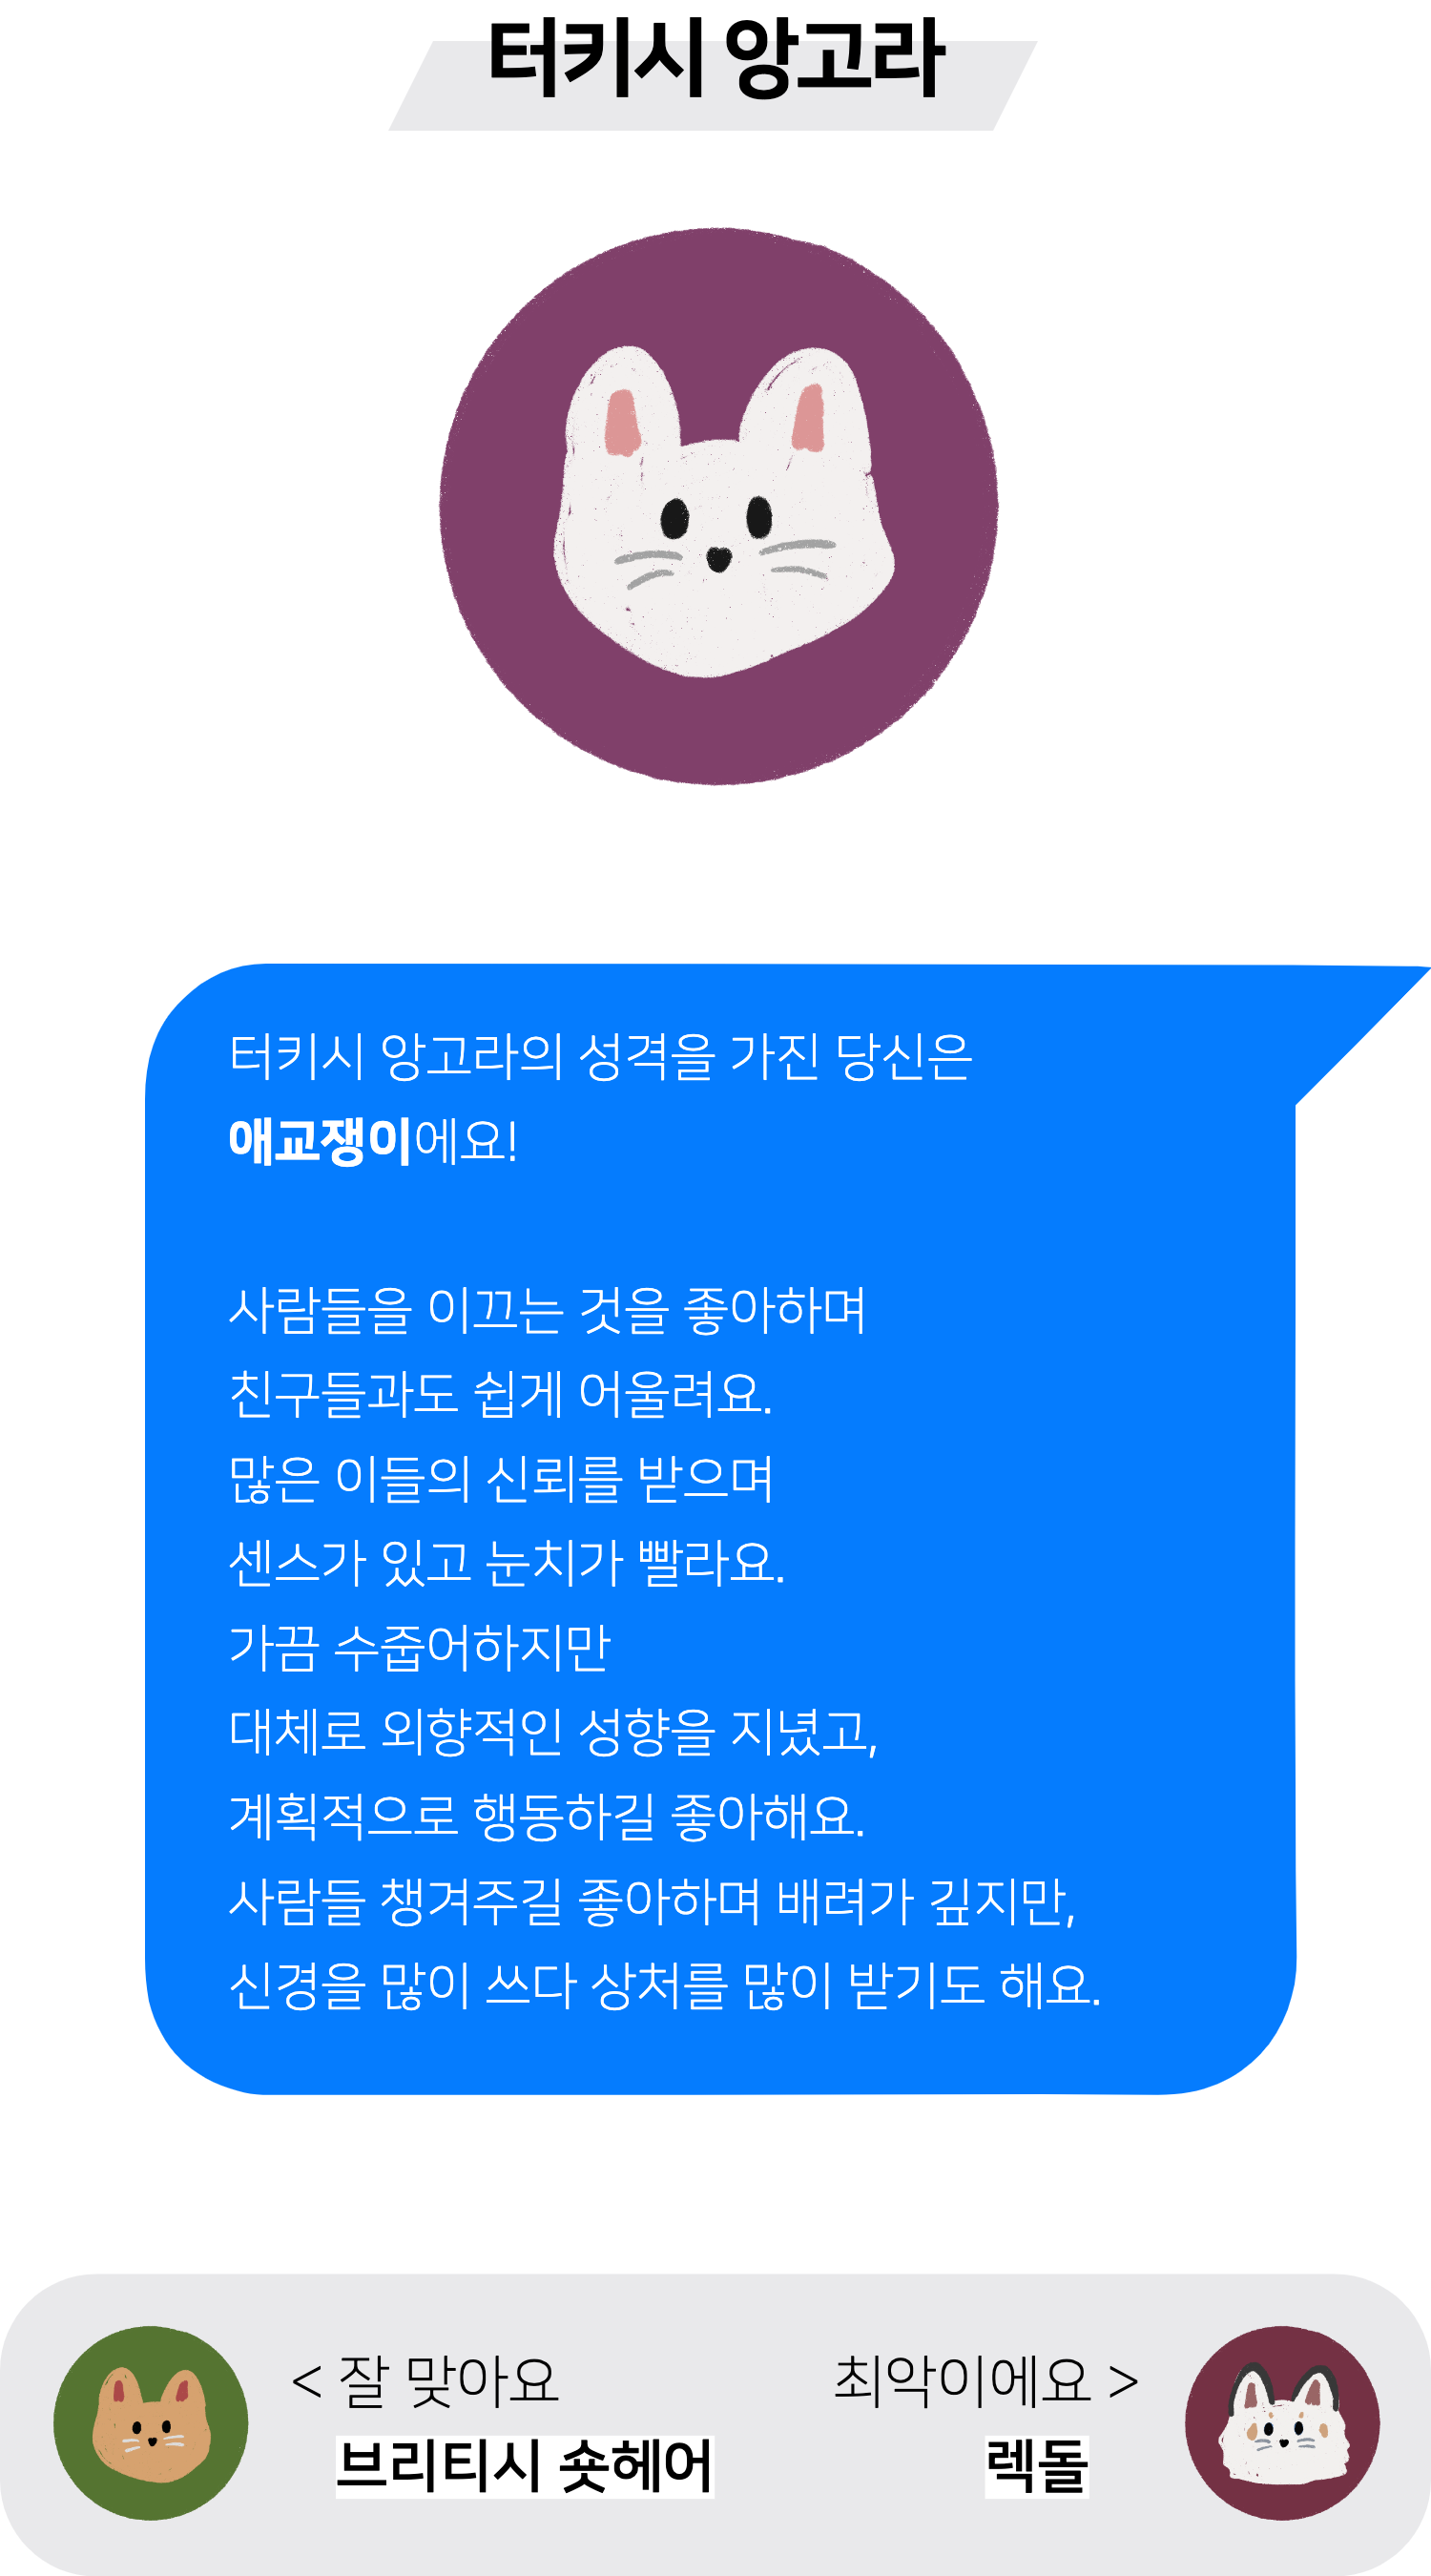 터키시 앙고라
터키시 앙고라의 성격을 가진 당신은
애교쟁이에요!
사람들을 이끄는 것을 좋아하며
친구들과도 쉽게 어울려요.
많은 이들의 신뢰를 받으며
센스가 있고 눈치가 빨라요.
가끔 수줍어하지만
대체로 외향적인 성향을 지녔고,
계획적으로 행동하길 좋아해요.
사람들 챙겨주길 좋아하며 배려가 깊지만,
신경을 많이 쓰다 상처를 많이 받기도 해요.
< 잘 맞아요
브리티시 숏헤어
최악이에요 >
렉돌